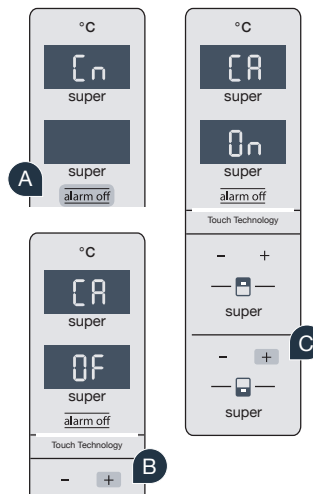 °C
Cn
super
super
alarm off
A
°C
CA
super
OF
super
alarm off
Touch Technology
- +
B
°C
CA
super
On
super
alarm off
Touch Technology
- +
super
- +
super
C